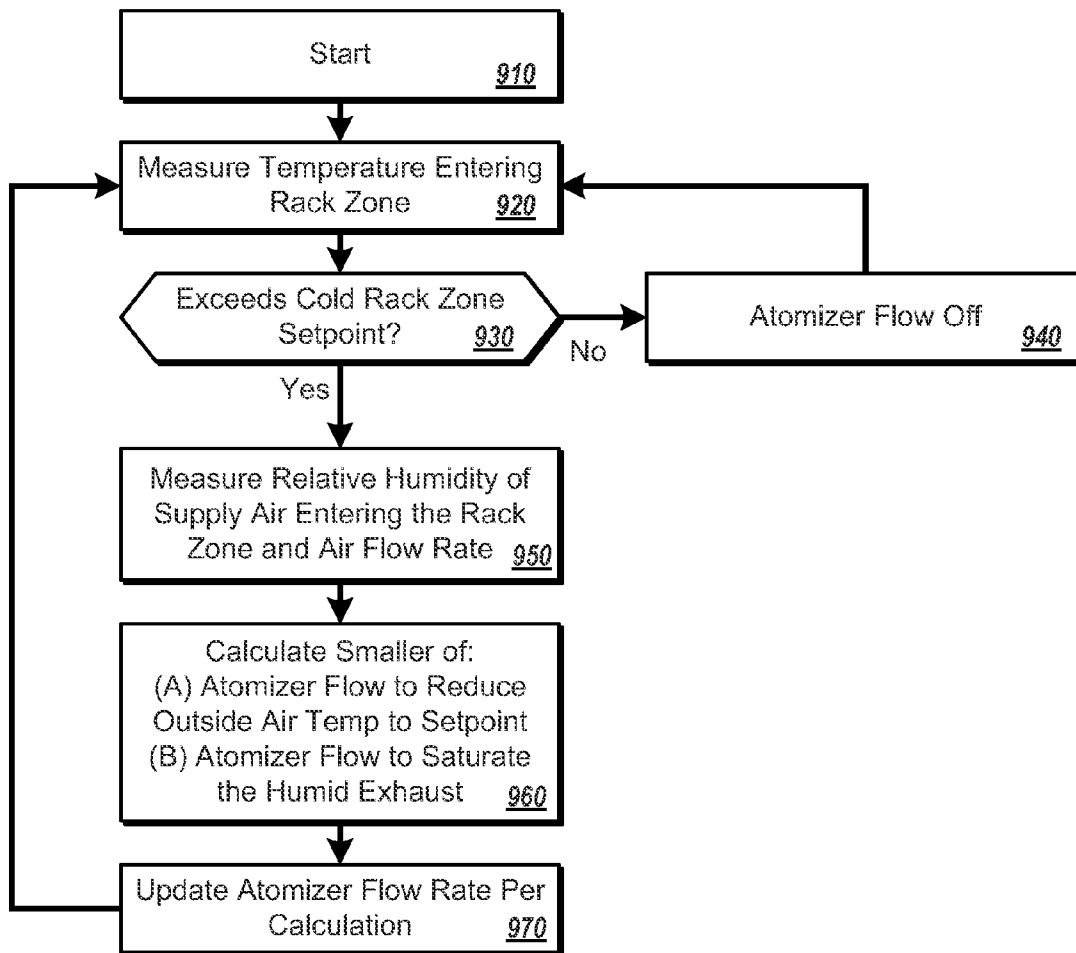 Start
910
Measure Temperature Entering
Rack Zone 920
Exceeds Cold Rack Zone
Setpoint? 930
No
Atomizer Flow Off
940
Yes
Measure Relative Humidity of
Supply Air Entering the Rack
Zone and Air Flow Rate 950
Calculate Smaller of:
(A) Atomizer Flow to Reduce
Outside Air Temp to Setpoint
(B) Atomizer Flow to Saturate
the Humid Exhaust 960
Update Atomizer Flow Rate Per
Calculation 970